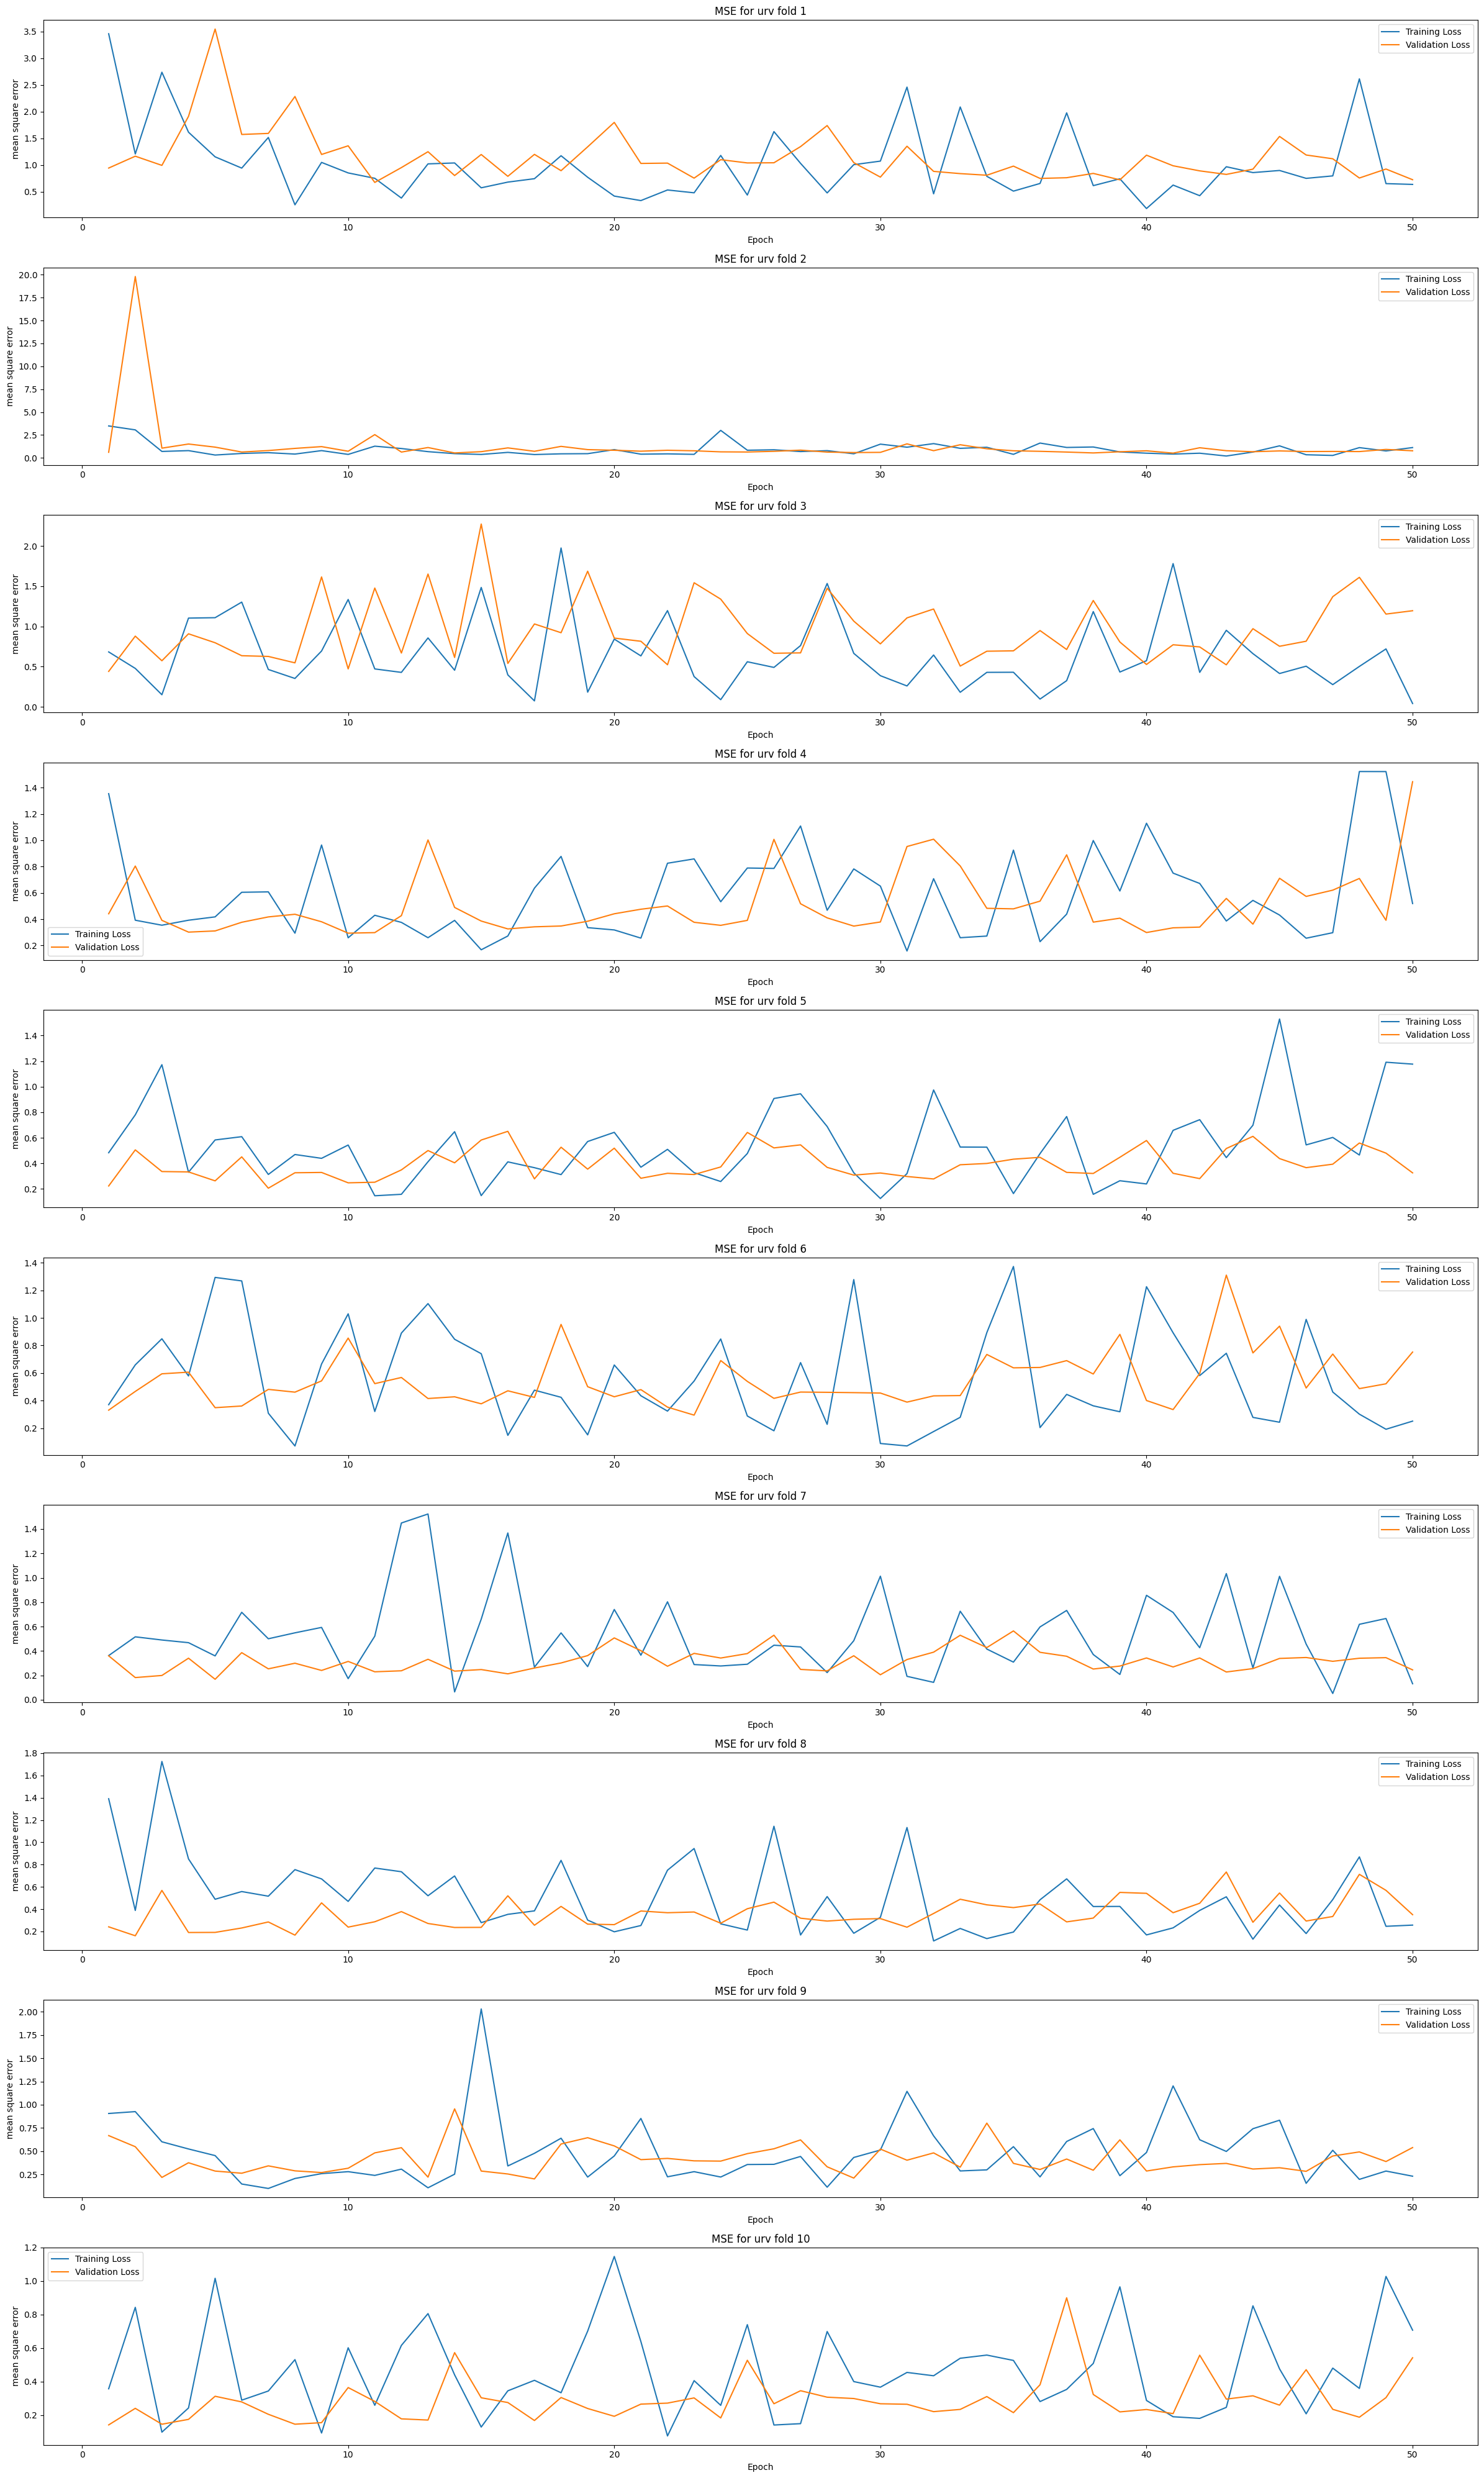 MSE for urv fold 1
mean square error
3.5
3.0
2.5
2.0
1.5
1.0
0.5
Training Loss
Validation Loss
0 10 20 30 40 50
Epoch
MSE for urv fold 2
mean square error
20.0
17.5
15.0
12.5
10.0
7.5
5.0
2.5
0.0
Training Loss
Validation Loss
0 10 20 30 40 50
Epoch
MSE for urv fold 3
mean square error
2.0
1.5
1.0
0.5
0.0
Training Loss
Validation Loss
0 10 20 30 40 50
Epoch
MSE for urv fold 4
mean square error
1.4
1.2
1.0
0.8
0.6
0.4
0.2
Training Loss
Validation Loss
0 10 20 30 40 50
Epoch
MSE for urv fold 5
mean square error
1.4
1.2
1.0
0.8
0.6
0.4
0.2
Training Loss
Validation Loss
0 10 20 30 40 50
Epoch
MSE for urv fold 6
mean square error
1.4
1.2
1.0
0.8
0.6
0.4
0.2
Training Loss
Validation Loss
0 10 20 30 40 50
Epoch
MSE for urv fold 7
mean square error
1.4
1.2
1.0
0.8
0.6
0.4
0.2
0.0
Training Loss
Validation Loss
0 10 20 30 40 50
Epoch
MSE for urv fold 8
mean square error
1.8
1.6
1.4
1.2
1.0
0.8
0.6
0.4
0.2
Training Loss
Validation Loss
0 10 20 30 40 50
Epoch
MSE for urv fold 9
mean square error
2.00
1.75
1.50
1.25
1.00
0.75
0.50
0.25
Training Loss
Validation Loss
0 10 20 30 40 50
Epoch
MSE for urv fold 10
mean square error
1.2
1.0
0.8
0.6
0.4
0.2
Training Loss
Validation Loss
0 10 20 30 40 50
Epoch